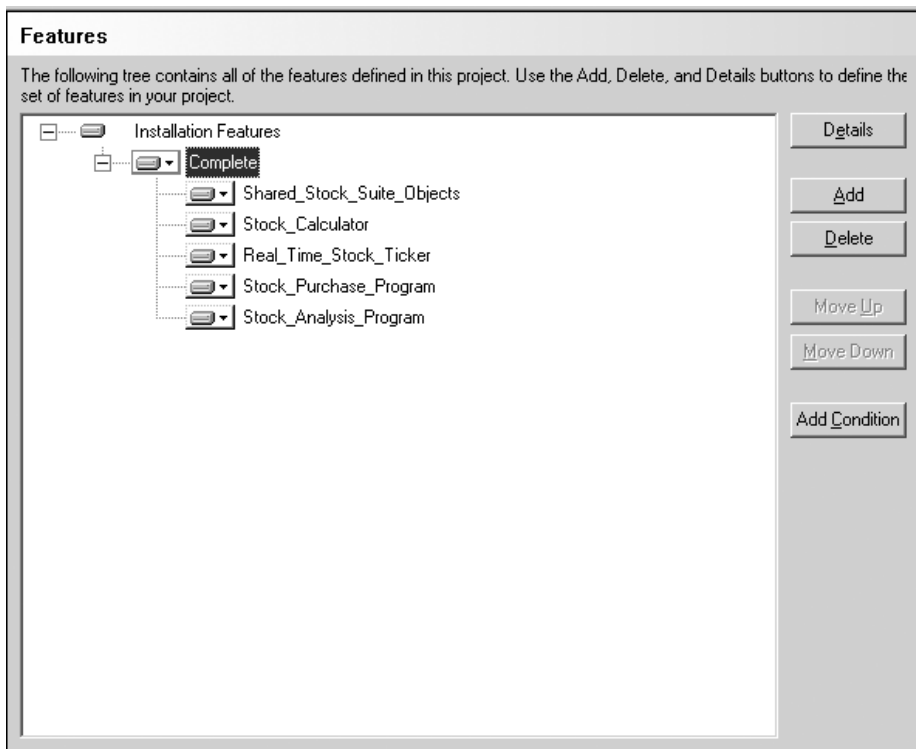 Features
The following tree contains all of the features defined in this project. Use the Add, Delete, and Details buttons to define the
set of features in your project.
Installation Features
Complete
Shared_Stock_Suite_Objects
Stock_Calculator
Real_Time_Stock_Ticker
Stock_Purchase_Program
Stock_Analysis_Program
Details
Add
Delete
Move Up
Move Down
Add Condition